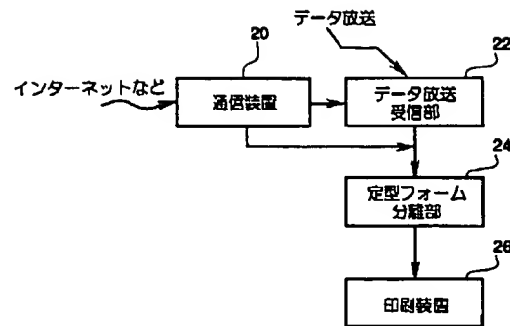 データ放送
20
22
インターネットなど
通信装置
データ放送
受信部
24
定型フォーム
分離部
26
印刷装置